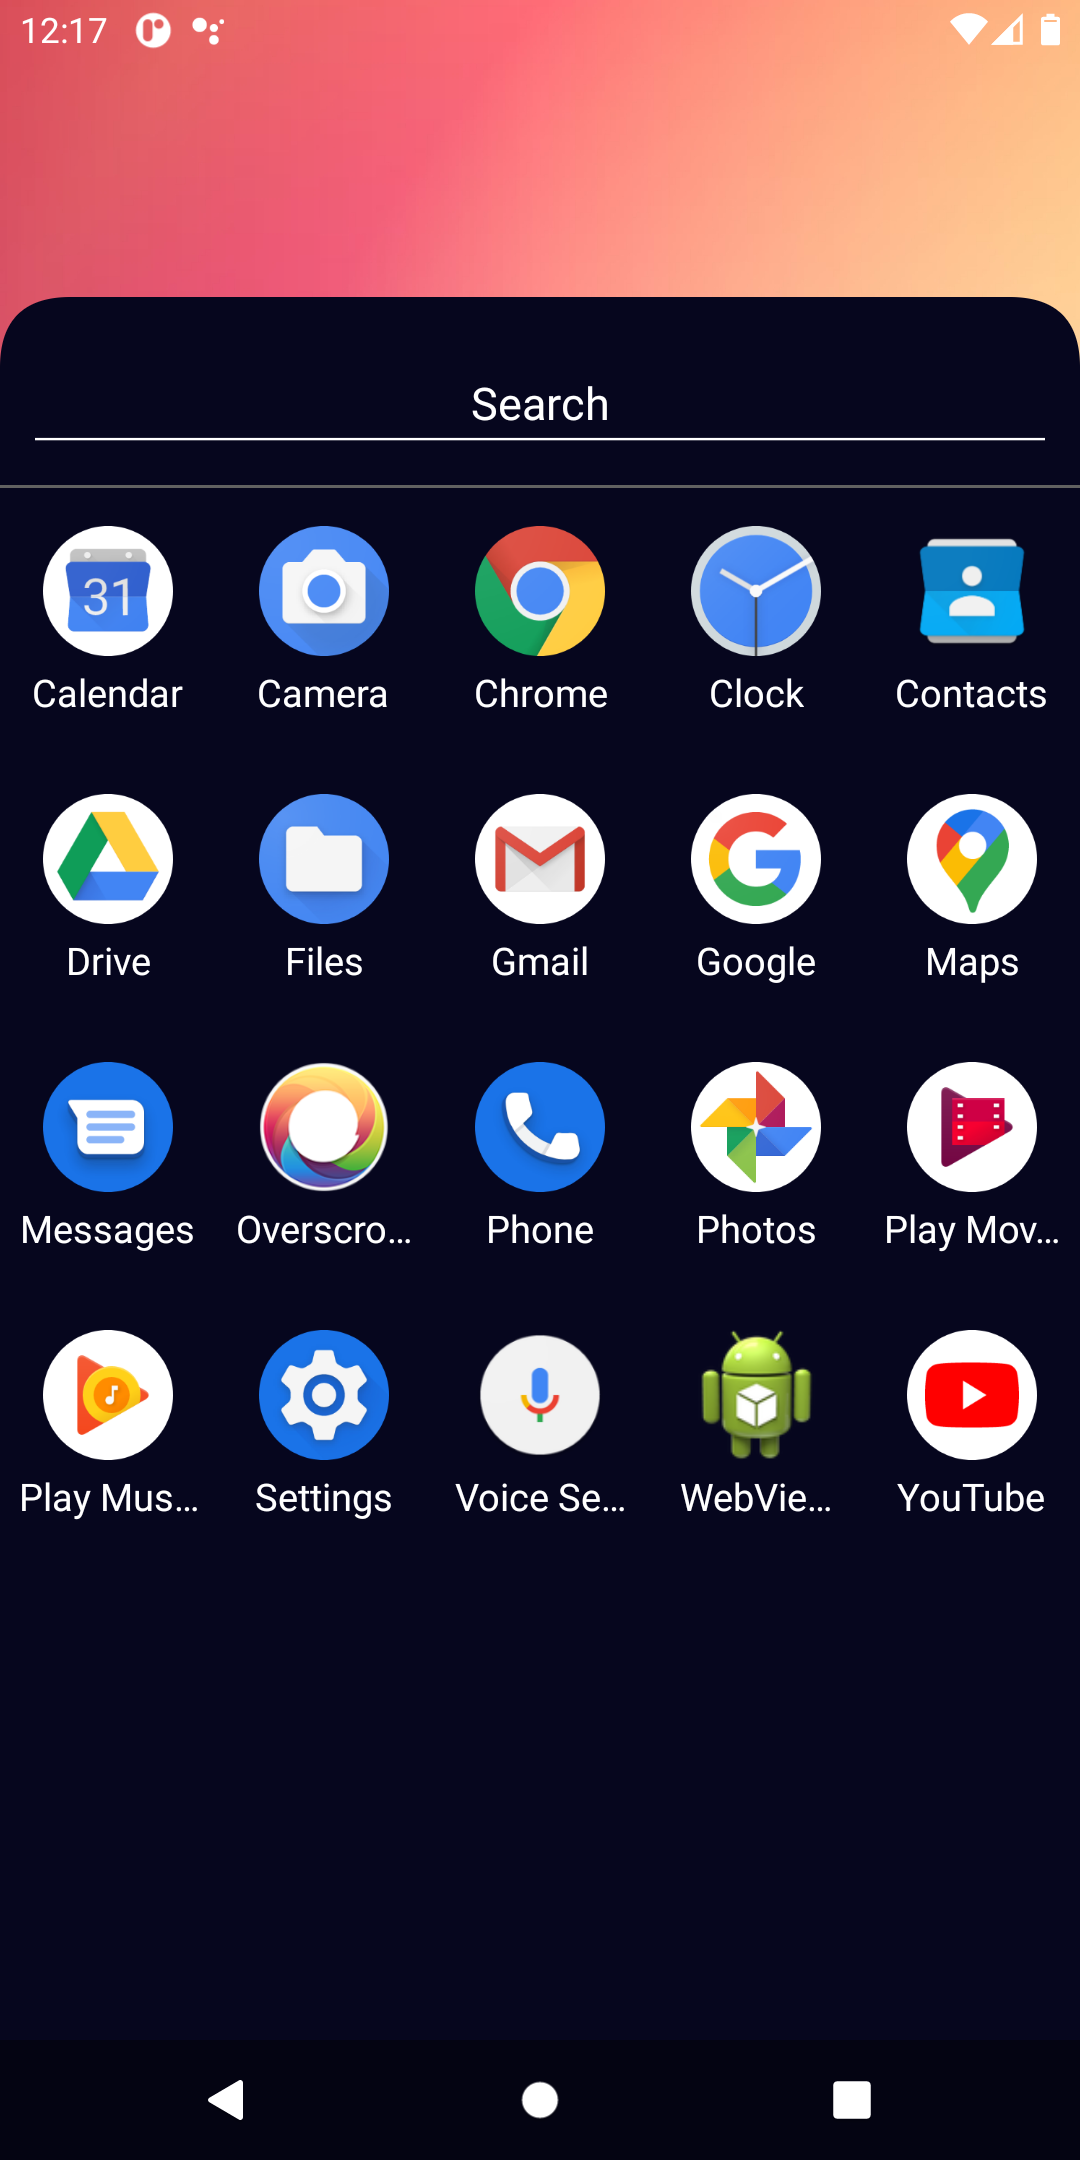 12:17
Search
31
Calendar Camera Chrome Clock Contacts
Drive Files Gmail Google Maps
Messages Overscro... Phone Photos Play Mov...
Play Mus... Settings Voice Se... WebVie... YouTube